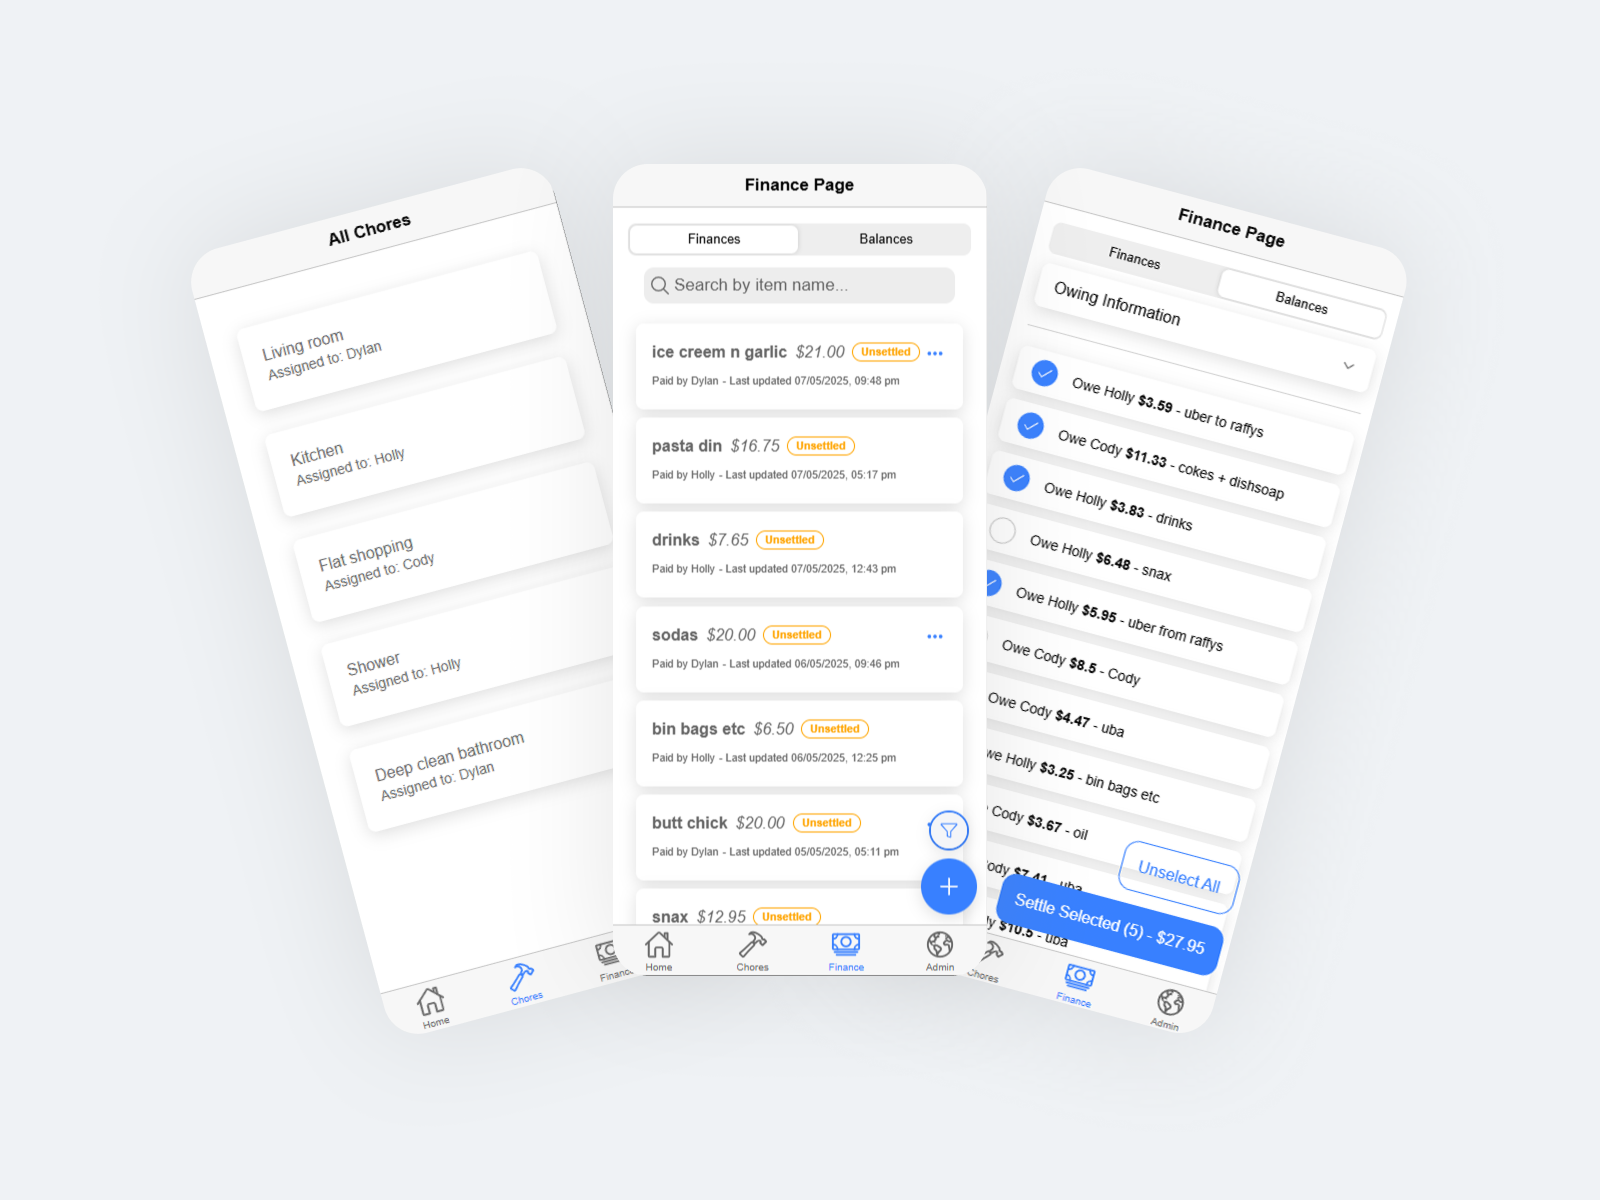 All Chores
Living room
Assigned to: Dylan
Kitchen
Assigned to: Holly
Flat shopping
Assigned to: Cody
Shower
Assigned to: Holly
Deep clean bathroom
Assigned to: Dylan
Home
Chores
Finance Page
Finances Balances
Search by item name...
ice creem n garlic $21.00 Unsettled
Paid by Dylan - Last updated 07/05/2025, 09:48 pm
pasta din $16.75 Unsettled
Paid by Holly - Last updated 07/05/2025, 05:17 pm
drinks $7.65 Unsettled
Paid by Holly - Last updated 07/05/2025, 12:43 pm
sodas $20.00 Unsettled
Paid by Dylan - Last updated 06/05/2025, 09:46 pm
bin bags etc $6.50 Unsettled
Paid by Holly - Last updated 06/05/2025, 12:25 pm
butt chick $20.00 Unsettled
Paid by Dylan - Last updated 05/05/2025, 05:11 pm
snax $12.95 Unsettled
Home Chores Finance Admin
Finance Page
Finances Balances
Owing Information
Owe Holly $3.59 - uber to raffys
Owe Cody $11.33 - cokes + dishsoap
Owe Holly $3.83 - drinks
Owe Holly $6.48 - snax
Owe Holly $5.95 - uber from raffys
Owe Cody $8.5 - Cody
Owe Cody $4.47 - uba
Holly $3.25 - bin bags etc
Cody $3.67 - oil
$7.41 - uba
$10.5 - uba
Unselect All
Settle Selected (5) - $27.95
Chores Finance Admin